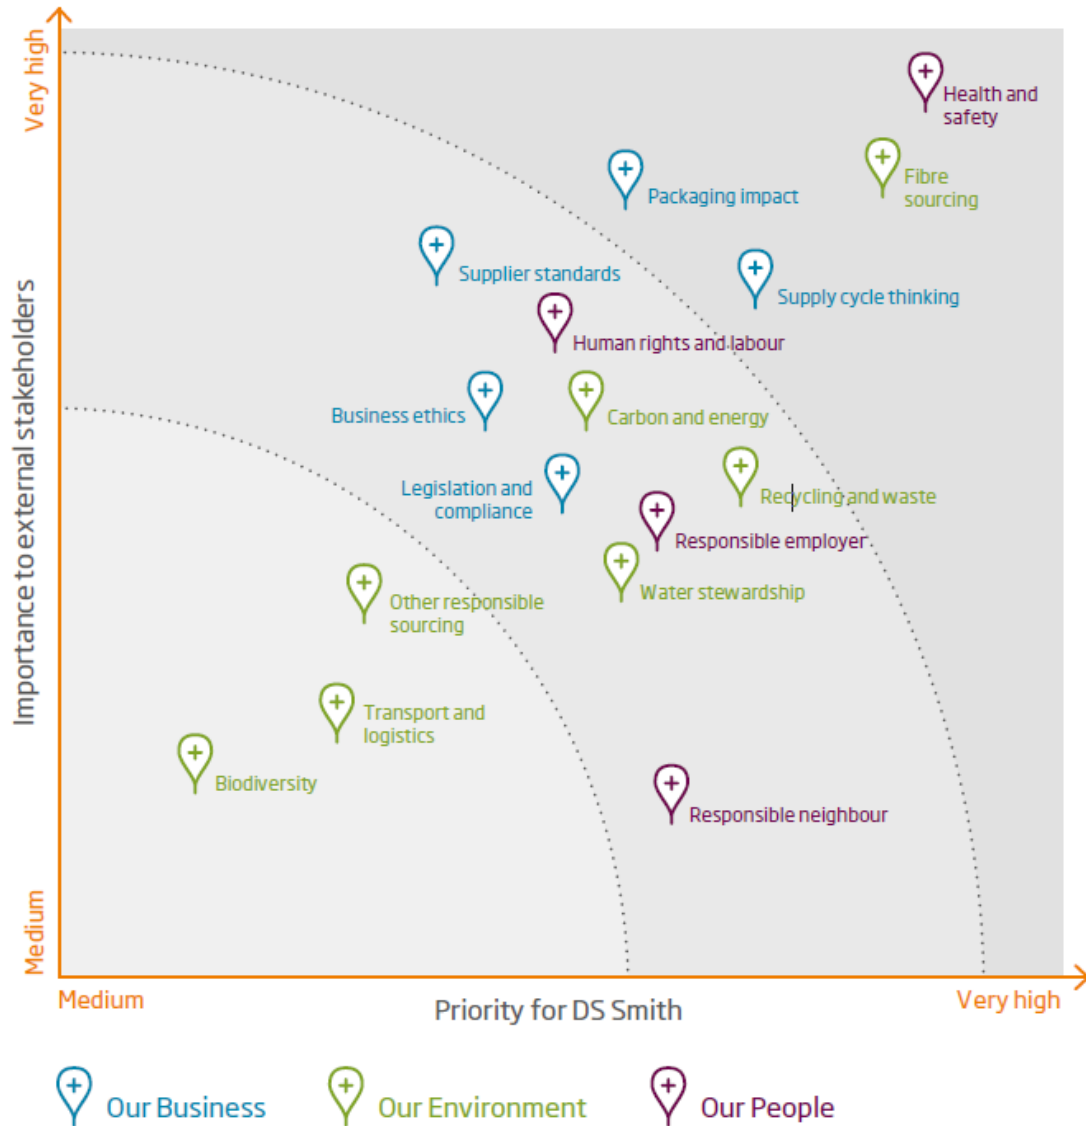 Very high
Health and
safety
Fibre
sourcing
Packaging impact
Supplier standards
Supply cycle thinking
Human rights and labour
Business ethics
Carbon and energy
Legislation and
compliance
Recycling and waste
Responsible employer
Water stewardship
Other responsible
sourcing
Transport and
logistics
Biodiversity
Responsible neighbour
Importance to external stakeholders
Medium
Medium
Priority for DS Smith
Very high
Our Business
Our Environment
Our People